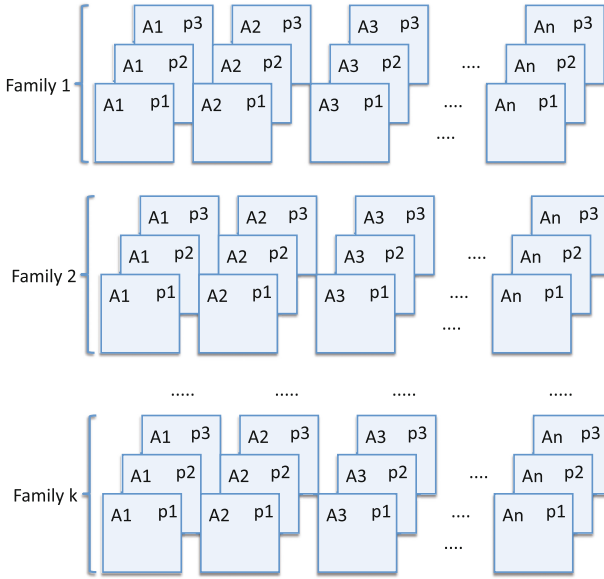 A1 p3 A2 p3 A3 p3 An p3
A1 p2 A2 p2 A3 p2 .... An p2
Family 1
A1 p1 A2 p1 A3 p1 .... An p1
....
A1 p3 A2 p3 A3 p3 An p3
A1 p2 A2 p2 A3 p2 .... An p2
Family 2
A1 p1 A2 p1 A3 p1 .... An p1
....
..... ..... ..... .....
A1 p3 A2 p3 A3 p3 An p3
A1 p2 A2 p2 A3 p2 .... An p2
Family k
A1 p1 A2 p1 A3 p1 .... An p1
....